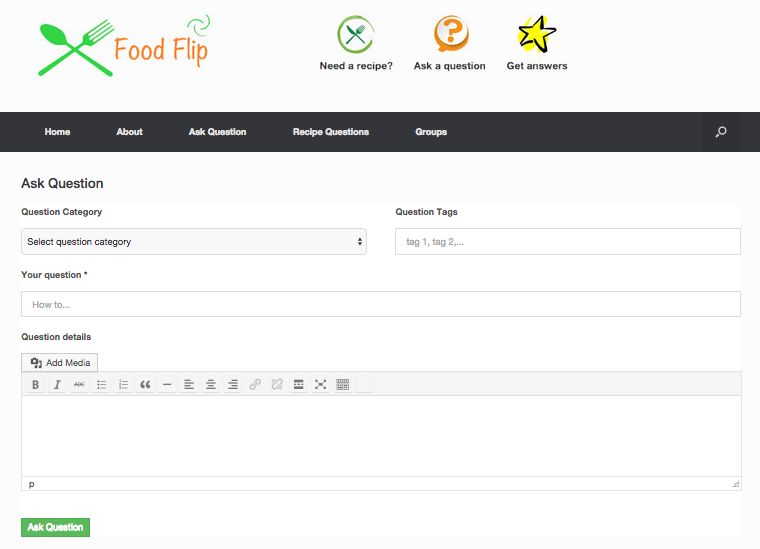 Food Flip
Need a recipe? Ask a question Get answers
Home About Ask Question Recipe Questions Groups
Ask Question
Question Category Question Tags
Select question category tag 1, tag 2,...
Your question *
How to...
Question details
Add Media
B I ABC
p
Ask Question